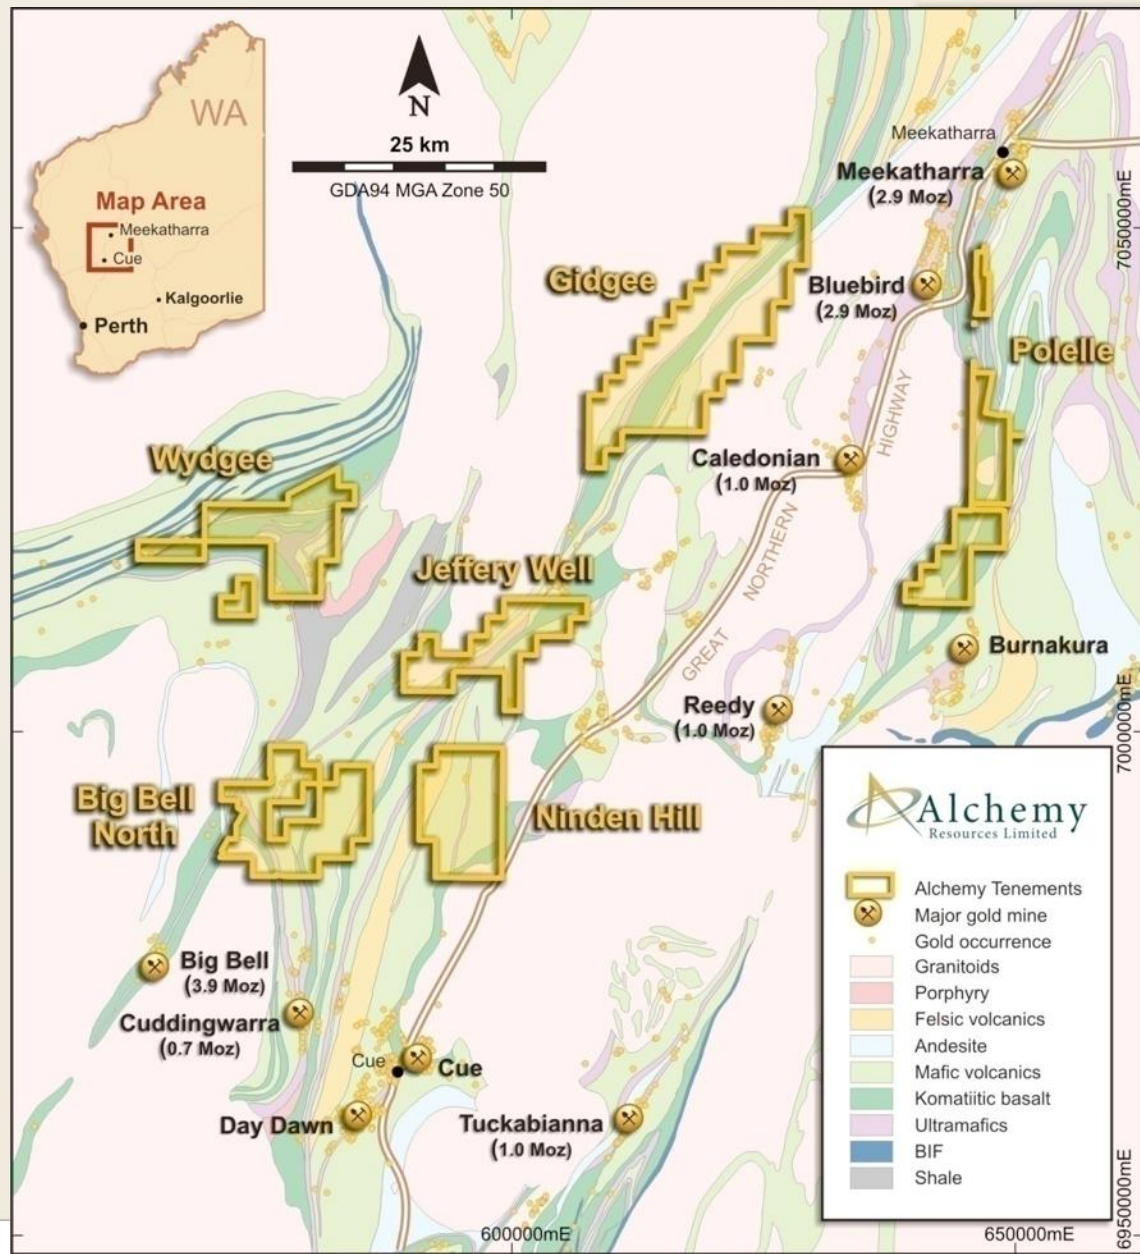 WA
Map Area
Meekatharra
Cue
Kalgoorlie
Perth
N
25 km
GDA94 MGA Zone 50
Meekatharra
Meekatharra
(2.9 Moz)
7050000mE
Gidgee
Bluebird
(2.9 Moz)
Polelle
HIGHWAY
Caledonian
(1.0 Moz)
Wydgee
NORTHERN
Jeffery Well
GREAT
Burnakura
Reedy
(1.0 Moz)
7000000mE
Big Bell
North
Ninden Hill
Big Bell
(3.9 Moz)
Cuddingwarra
(0.7 Moz)
Cue
Cue
Day Dawn
Tuckabianna
(1.0 Moz)
Alchemy
Resources Limited
Alchemy Tenements
Major gold mine
Gold occurrence
Granitoids
Porphyry
Felsic volcanics
Andesite
Mafic volcanics
Komatiitic basalt
Ultramafics
BIF
Shale
6950000mE
600000mE
650000mE